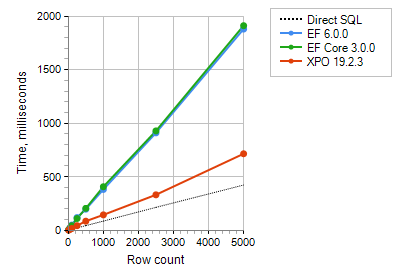 2000
1500
1000
500
0
Time, milliseconds
0 1000 2000 3000 4000 5000
Row count
Direct SQL
EF 6.0.0
EF Core 3.0.0
XPO 19.2.3